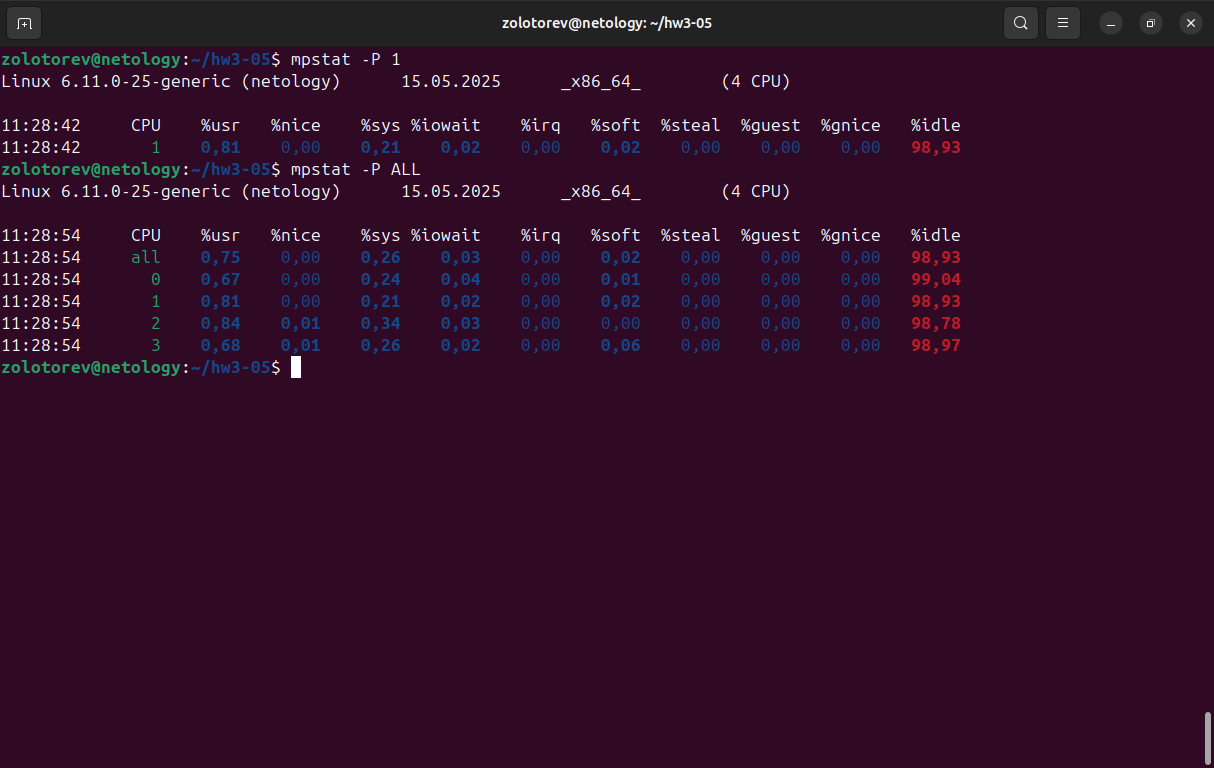 zolotorev@netology: ~/hw3-05
zolotorev@netology:~/hw3-05$ mpstat -P 1
Linux 6.11.0-25-generic (netology)      15.05.2025      _x86_64_        (4 CPU)
11:28:42     CPU    %usr   %nice    %sys %iowait    %irq   %soft  %steal  %guest  %gnice   %idle
11:28:42       1    0,81    0,00    0,21    0,02    0,00    0,02    0,00    0,00    0,00   98,93
zolotorev@netology:~/hw3-05$ mpstat -P ALL
Linux 6.11.0-25-generic (netology)      15.05.2025      _x86_64_        (4 CPU)
11:28:54     CPU    %usr   %nice    %sys %iowait    %irq   %soft  %steal  %guest  %gnice   %idle
11:28:54     all    0,75    0,00    0,26    0,03    0,00    0,02    0,00    0,00    0,00   98,93
11:28:54       0    0,67    0,00    0,24    0,04    0,00    0,01    0,00    0,00    0,00   99,04
11:28:54       1    0,81    0,00    0,21    0,02    0,00    0,02    0,00    0,00    0,00   98,93
11:28:54       2    0,84    0,01    0,34    0,03    0,00    0,00    0,00    0,00    0,00   98,78
11:28:54       3    0,68    0,01    0,26    0,02    0,00    0,06    0,00    0,00    0,00   98,97
zolotorev@netology:~/hw3-05$